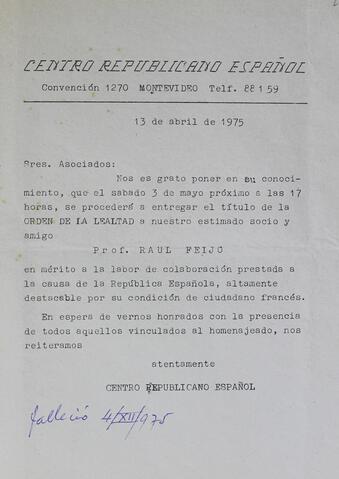 CENTRO REPUBLICANO ESPAÑOL
Convención 1270 MONTEVIDEO Telf. 88 1 59
13 de abril de 1975
Sres. Asociados:
Nos es grato poner en su conoci-
miento, que el sabado 3 de mayo próximo a las 17
horas, se procederá a entregar el título de la
ORDEN DE LA LEALTAD a nuestro estimado socio y
amigo
Prof. RAUL FEIJO
en mérito a la labor de colaboración prestada a
la causa de la República Española, altamente
destacable por su condición de ciudadano francés.
En espera de vernos honrados con la presencia
de todos aquellos vinculados al homenajeado, nos
reiteramos
atentamente
CENTRO REPUBLICANO ESPAÑOL
falleció 4/XII/975